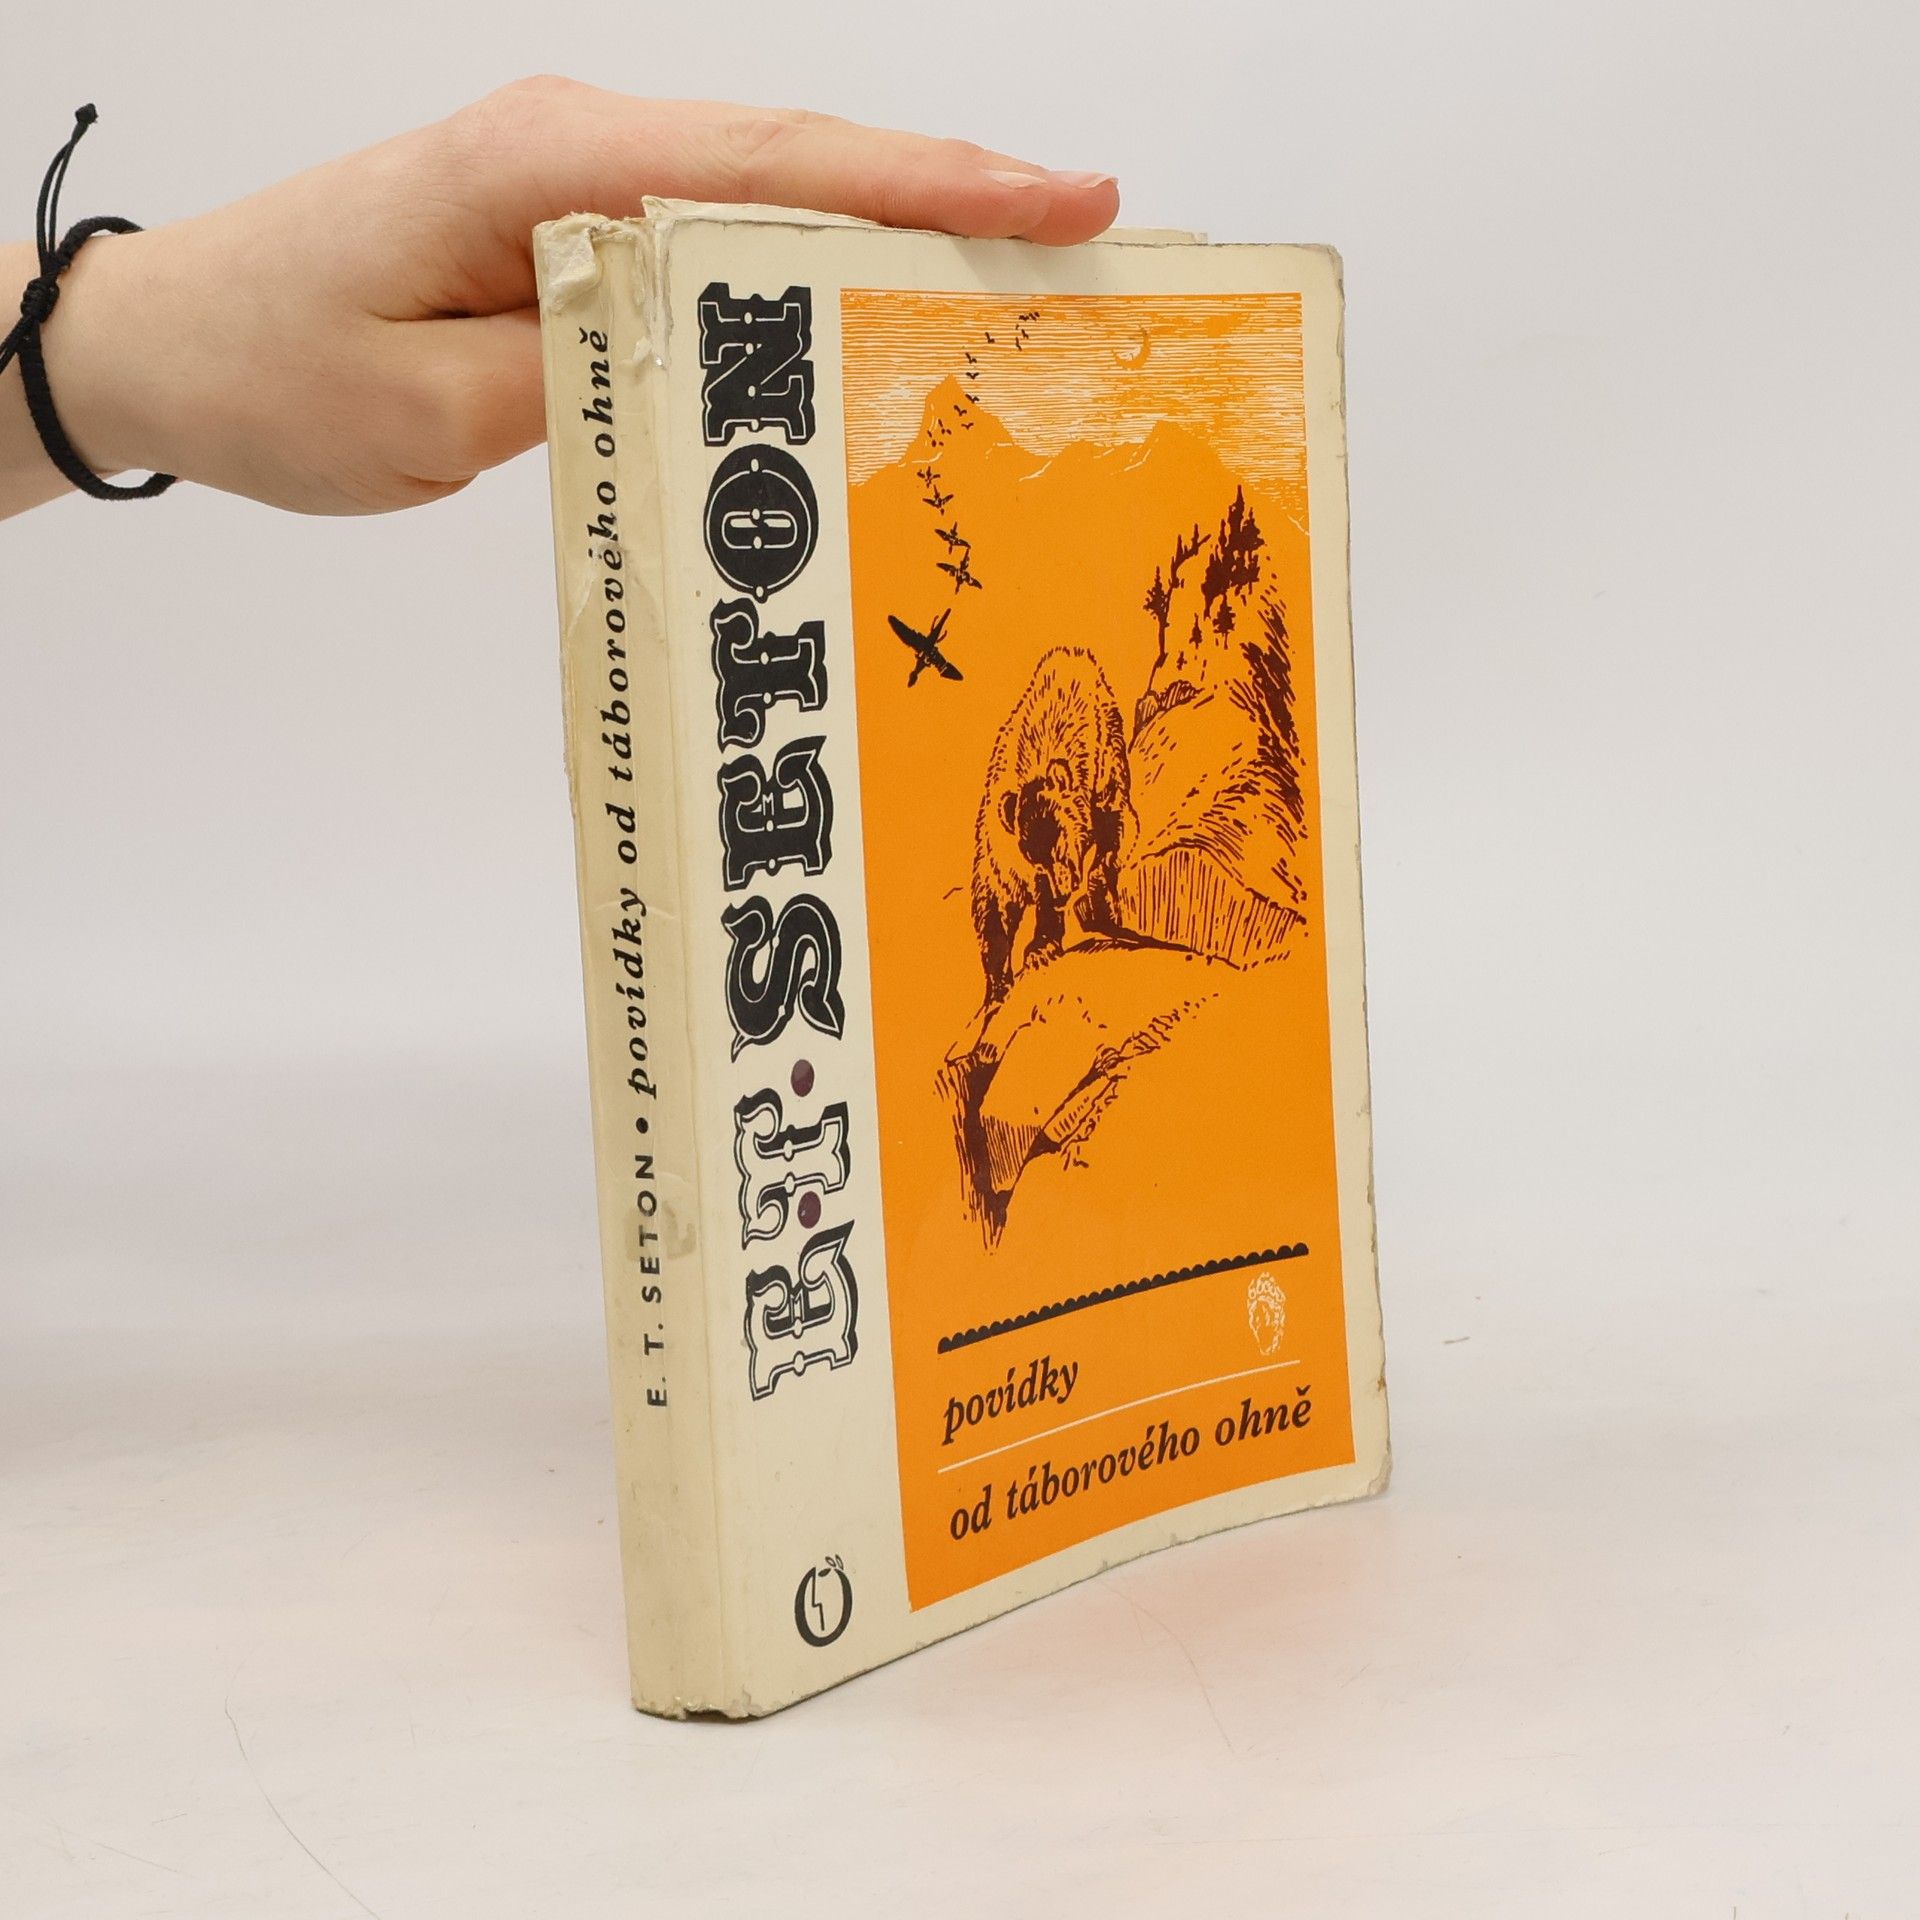 E. T. SETON • povídky od táborového ohně
E·T·SETON
povídky
od táborového ohně